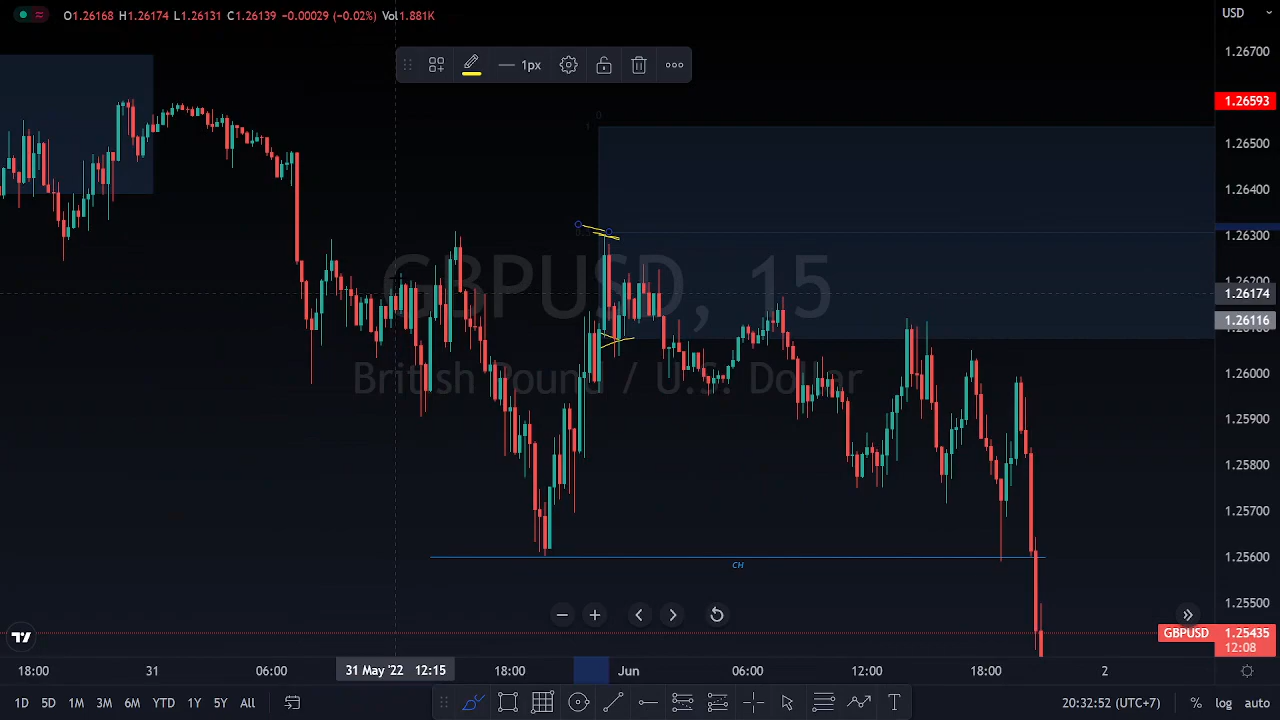 O1.26168 H1.26174 L1.26131 C1.26139 −0.00029 (−0.02%) Vol1.881K
USD
1px
1.26700
1.26593
1.26500
1.26400
1.26300
1.26200
1.26174
1.26116
1.26000
1.25900
1.25800
1.25700
1.25600
1.25500
GBPUSD 1.25435
12:08
0
1
GBPUSD, 15
British Pound / U.S. Dollar
CH
18:00 31 06:00 31 May '22 12:15 18:00 Jun 06:00 12:00 18:00 2
1D 5D 1M 3M 6M YTD 1Y 5Y All
T
20:32:52 (UTC+7) % log auto